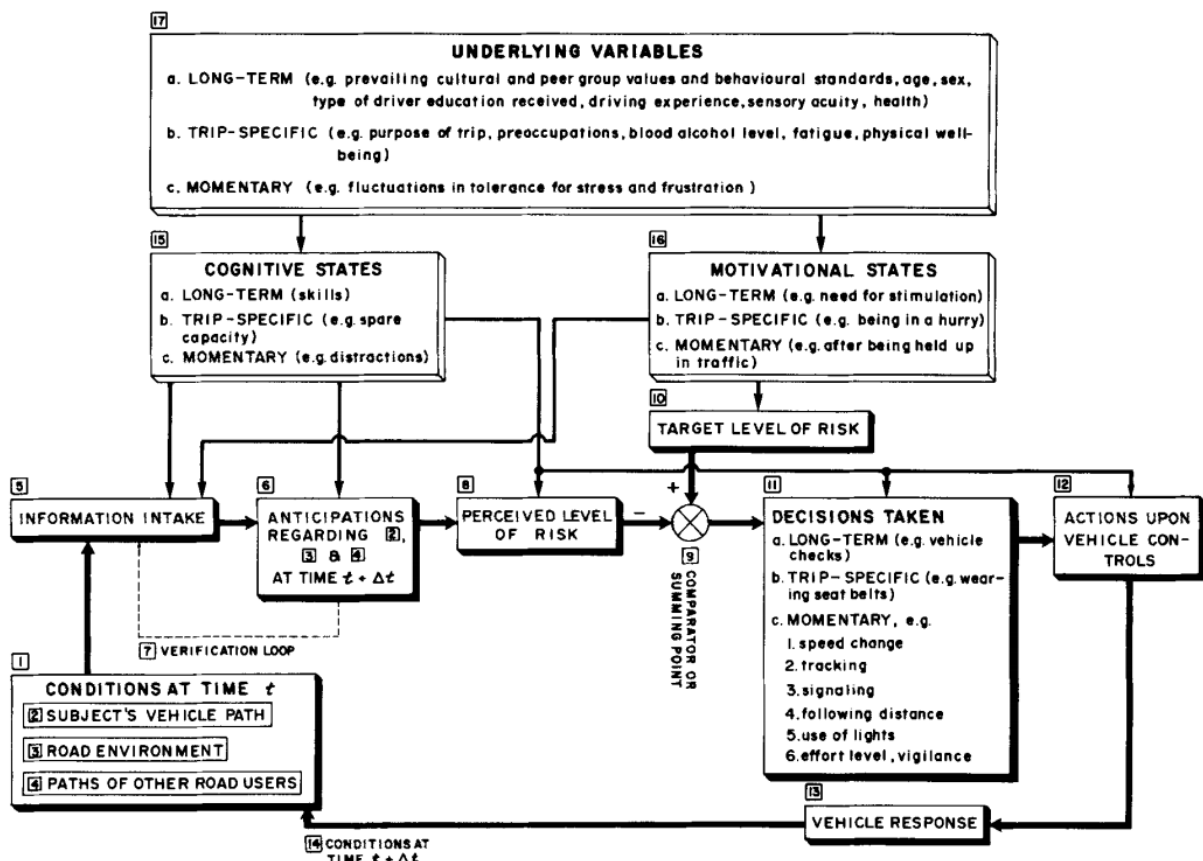 17
UNDERLYING VARIABLES
a. LONG-TERM (e.g. prevailing cultural and peer group values and behavioural standards, age, sex,
type of driver education received, driving experience, sensory acuity, health)
b. TRIP-SPECIFIC (e.g. purpose of trip, preoccupations, blood alcohol level, fatigue, physical well-
being)
c. MOMENTARY (e.g. fluctuations in tolerance for stress and frustration )
15
COGNITIVE STATES
a. LONG-TERM (skills)
b. TRIP-SPECIFIC (e.g. spare
capacity)
c. MOMENTARY (e.g. distractions)
16
MOTIVATIONAL STATES
a. LONG-TERM (e.g. need for stimulation)
b. TRIP-SPECIFIC (e.g. being in a hurry)
c. MOMENTARY (e.g. after being held up
in traffic)
10
TARGET LEVEL OF RISK
5
INFORMATION INTAKE
6
ANTICIPATIONS
REGARDING 2,
3 & 4
AT TIME t + Δt
7 VERIFICATION LOOP
8
PERCEIVED LEVEL
OF RISK
+
−
9
COMPARATOR OR
SUMMING POINT
11
DECISIONS TAKEN
a. LONG-TERM (e.g. vehicle
checks)
b. TRIP-SPECIFIC (e.g. wear-
ing seat belts)
c. MOMENTARY, e.g.
1. speed change
2. tracking
3. signaling
4. following distance
5. use of lights
6. effort level, vigilance
12
ACTIONS UPON
VEHICLE CON-
TROLS
1
CONDITIONS AT TIME t
2 SUBJECT'S VEHICLE PATH
3 ROAD ENVIRONMENT
4 PATHS OF OTHER ROAD USERS
13
VEHICLE RESPONSE
14 CONDITIONS AT
TIME t + Δt